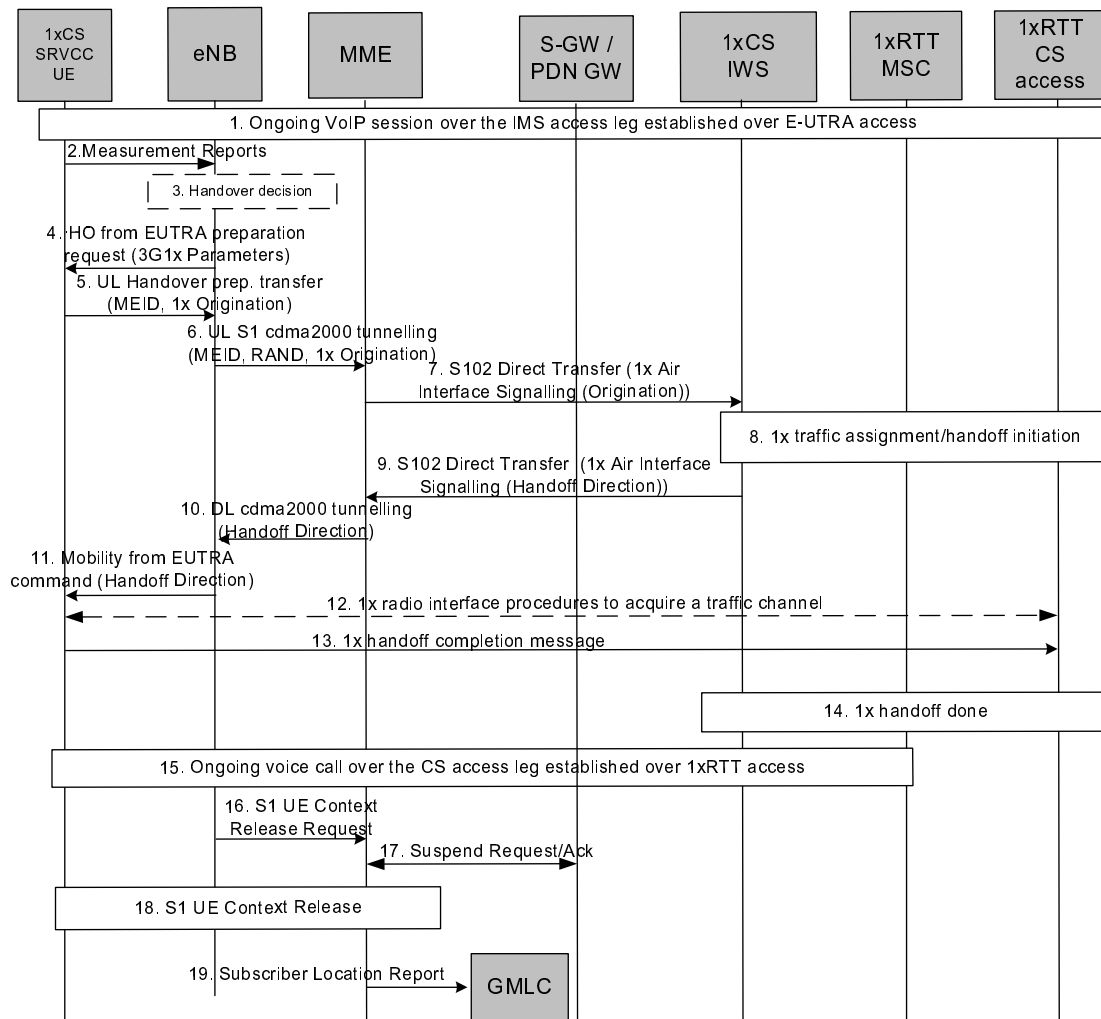 1xCS
SRVCC
UE
eNB
MME
S-GW /
PDN GW
1xCS
IWS
1xRTT
MSC
1xRTT
CS
access
1. Ongoing VoIP session over the IMS access leg established over E-UTRA access
2.Measurement Reports
3. Handover decision
4. HO from EUTRA preparation
request (3G1x Parameters)
5. UL Handover prep. transfer
(MEID, 1x Origination)
6. UL S1 cdma2000 tunnelling
(MEID, RAND, 1x Origination)
7. S102 Direct Transfer (1x Air
Interface Signalling (Origination))
8. 1x traffic assignment/handoff initiation
9. S102 Direct Transfer (1x Air Interface
Signalling (Handoff Direction))
10. DL cdma2000 tunnelling
(Handoff Direction)
11. Mobility from EUTRA
command (Handoff Direction)
12. 1x radio interface procedures to acquire a traffic channel
13. 1x handoff completion message
14. 1x handoff done
15. Ongoing voice call over the CS access leg established over 1xRTT access
16. S1 UE Context
Release Request
17. Suspend Request/Ack
18. S1 UE Context Release
19. Subscriber Location Report
GMLC